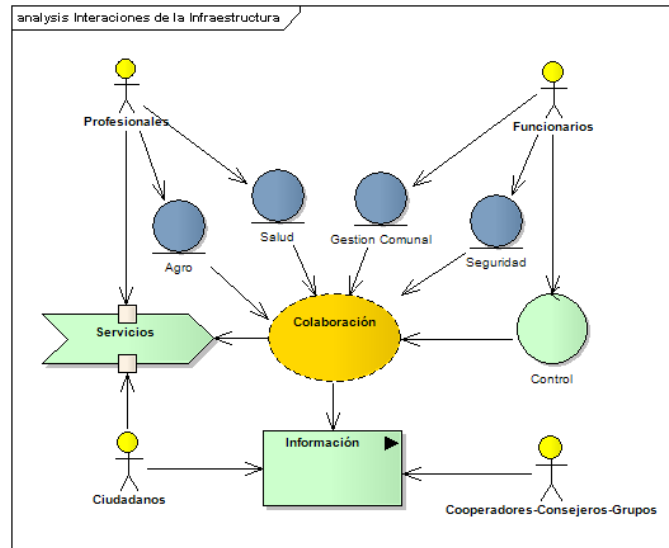 analysis Interaciones de la Infraestructura
Profesionales
Funcionarios
Salud
Gestion Comunal
Agro
Seguridad
Colaboración
Servicios
Control
Información
Ciudadanos
Cooperadores-Consejeros-Grupos